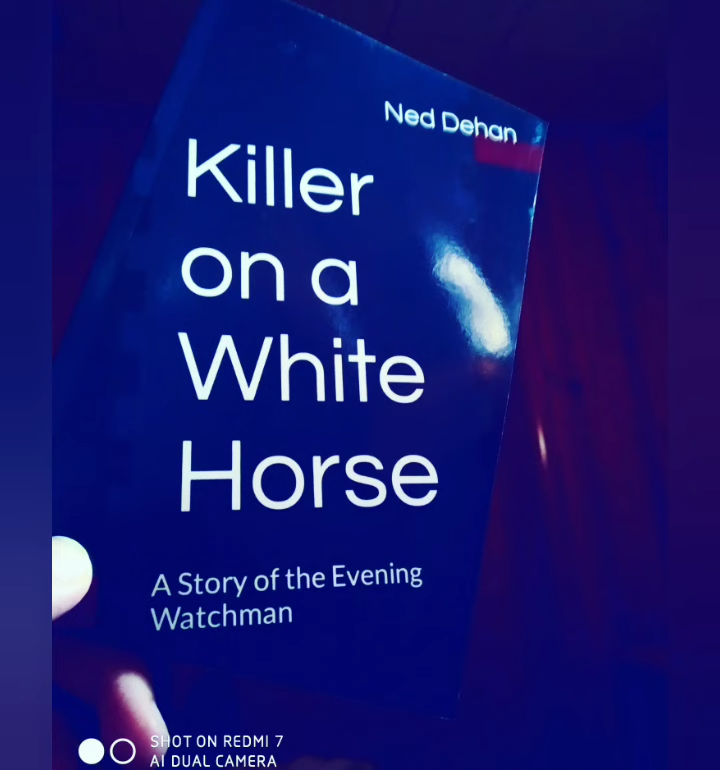 Ned Dehan
Killer
on a
White
Horse
A Story of the Evening
Watchman
SHOT ON REDMI 7
AI DUAL CAMERA